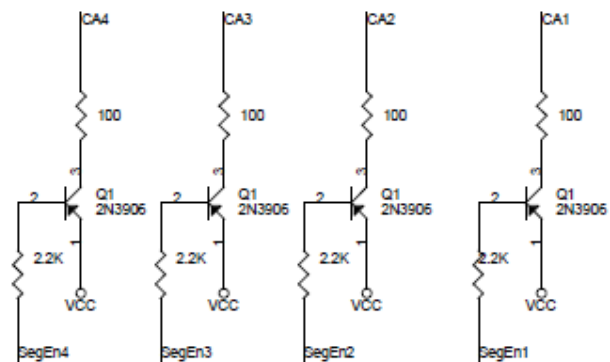 CA4 CA3 CA2 CA1
100 100 100 100
3 3 3 3
2 Q1 2 Q1 2 Q1 2 Q1
2N3906 2N3906 2N3906 2N3906
1 1 1 1
2.2K 2.2K 2.2K 2.2K
VCC VCC VCC VCC
SegEn4 SegEn3 SegEn2 SegEn1